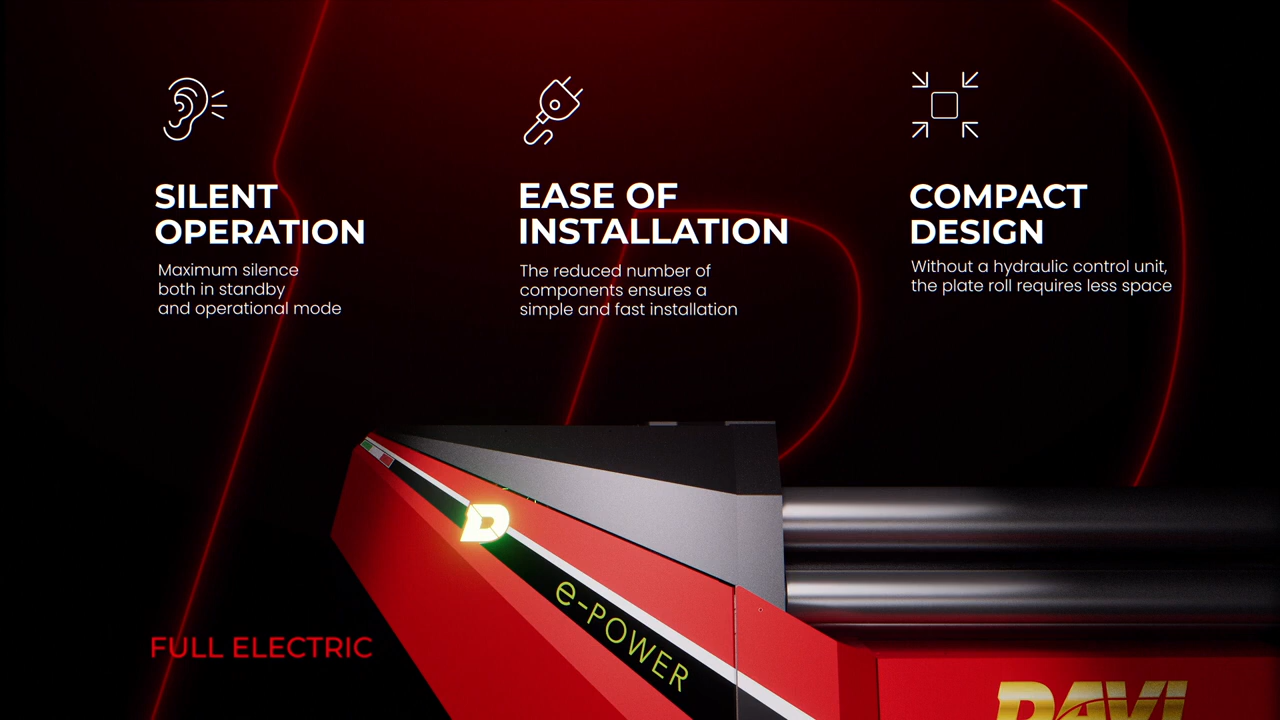 SILENT
OPERATION
Maximum silence
both in standby
and operational mode
EASE OF
INSTALLATION
The reduced number of
components ensures a
simple and fast installation
COMPACT
DESIGN
Without a hydraulic control unit,
the plate roll requires less space
D
e-POWER
FULL ELECTRIC
DAVI